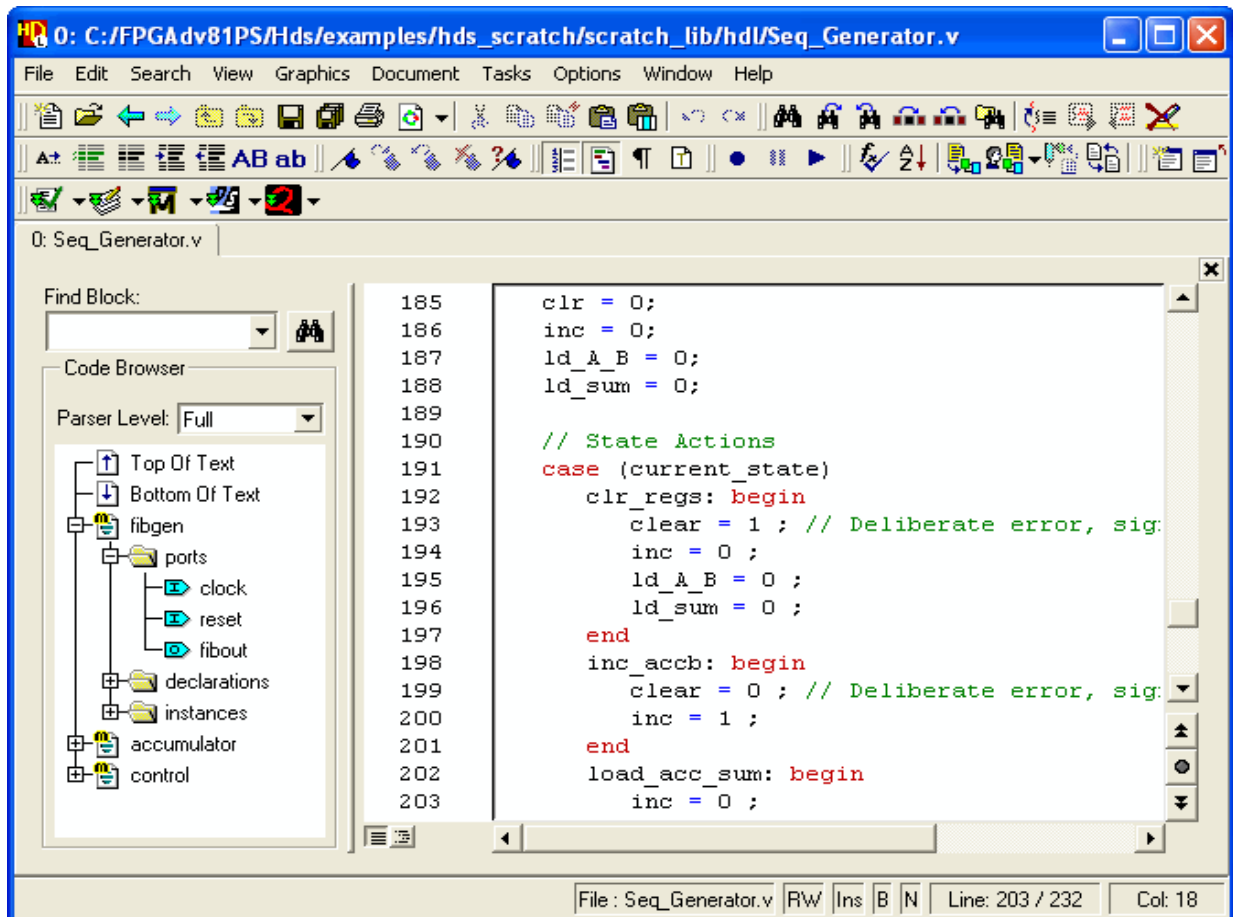 0: C:/FPGAdv81PS/Hds/examples/hds_scratch/scratch_lib/hdl/Seq_Generator.v
File Edit Search View Graphics Document Tasks Options Window Help
AB ab
0: Seq_Generator.v
Find Block:
Code Browser
Parser Level: Full
Top Of Text
Bottom Of Text
fibgen
ports
clock
reset
fibout
declarations
instances
accumulator
control
185 clr = 0;
186 inc = 0;
187 ld_A_B = 0;
188 ld_sum = 0;
189
190 // State Actions
191 case (current_state)
192 clr_regs: begin
193 clear = 1 ; // Deliberate error, sig
194 inc = 0 ;
195 ld_A_B = 0 ;
196 ld_sum = 0 ;
197 end
198 inc_accb: begin
199 clear = 0 ; // Deliberate error, sig
200 inc = 1 ;
201 end
202 load_acc_sum: begin
203 inc = 0 ;
File : Seq_Generator.v RW Ins B N Line: 203 / 232 Col: 18